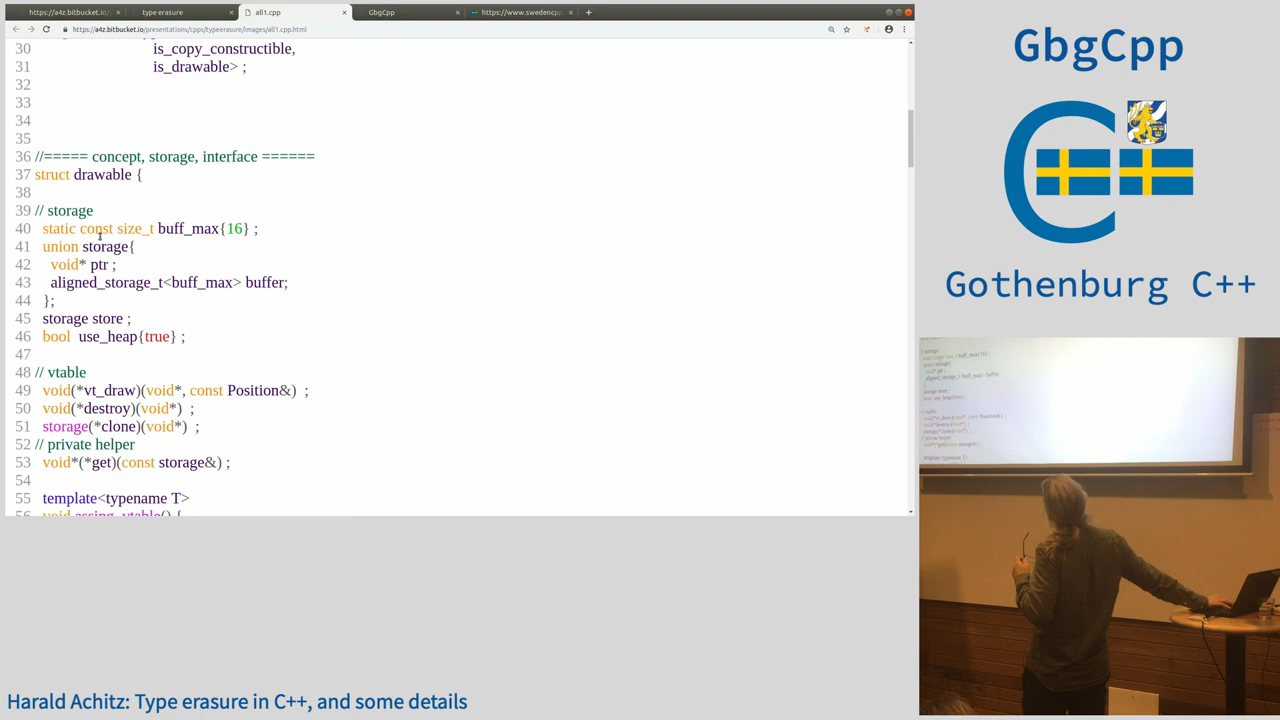 https://a4z.bitbucket.io/
type erasure
all1.cpp
GbgCpp
https://www.swedencpp
https://a4z.bitbucket.io/presentations/cpps/typeerasure/images/all1.cpp.html
30 is_copy_constructible,
31 is_drawable> ;
32
33
34
35
36 //===== concept, storage, interface ======
37 struct drawable {
38
39 // storage
40 static const size_t buff_max{16} ;
41 union storage{
42 void* ptr ;
43 aligned_storage_t<buff_max> buffer;
44 };
45 storage store ;
46 bool use_heap{true} ;
47
48 // vtable
49 void(*vt_draw)(void*, const Position&) ;
50 void(*destroy)(void*) ;
51 storage(*clone)(void*) ;
52 // private helper
53 void*(*get)(const storage&) ;
54
55 template<typename T>
56 void assing_vtable() {
GbgCpp
Gothenburg C++
Harald Achitz: Type erasure in C++, and some details